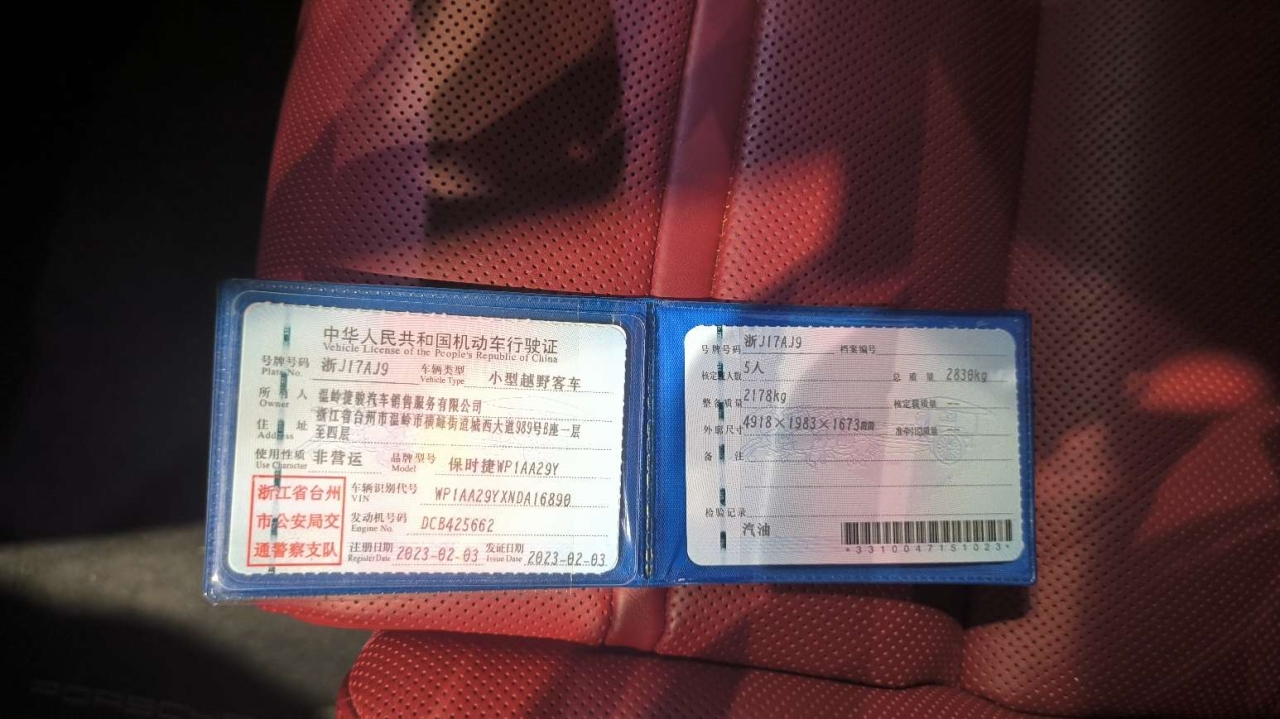 中华人民共和国机动车行驶证
Vehicle License of the People's Republic of China
号牌号码 浙J17AJ9 车辆类型 小型越野客车
Plate No. Vehicle Type
所有人 温岭捷骏汽车销售服务有限公司
Owner
住址 浙江省台州市温岭市横峰街道城西大道989号B座一层
Address 至四层
使用性质 非营运 品牌型号 保时捷WP1AA29Y
Use Character Model
浙江省台州
市公安局交
通警察支队
车辆识别代号 WP1AA29YXNDA16890
VIN
发动机号码 DCB425662
Engine No.
注册日期 2023-02-03 发证日期 2023-02-03
Register Date Issue Date
号牌号码 浙J17AJ9 档案编号
核定载人数 5人 总质量 2830kg
整备质量 2178kg 核定载质量 --
外廓尺寸 4918×1983×1673mm 准牵引总质量 --
备注
检验记录
汽油
*3310047151023*